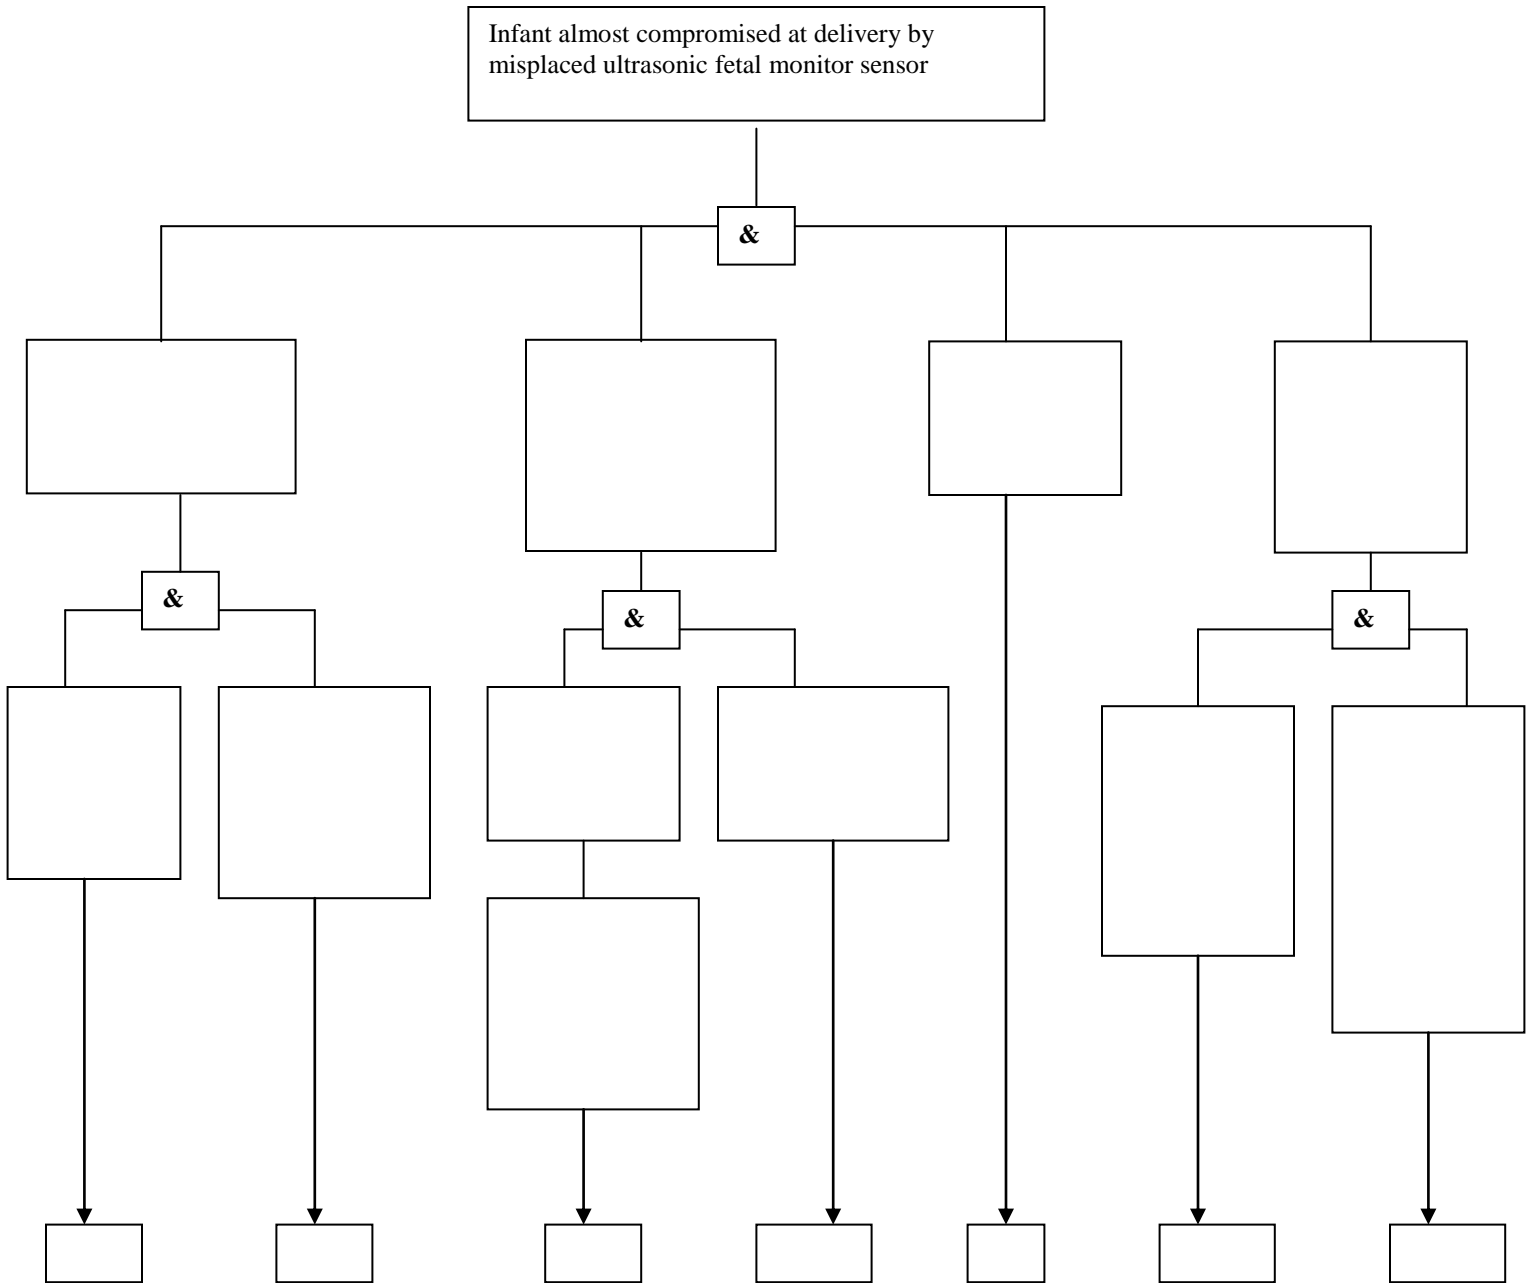 Infant almost compromised at delivery by
misplaced ultrasonic fetal monitor sensor
&
&
&
&